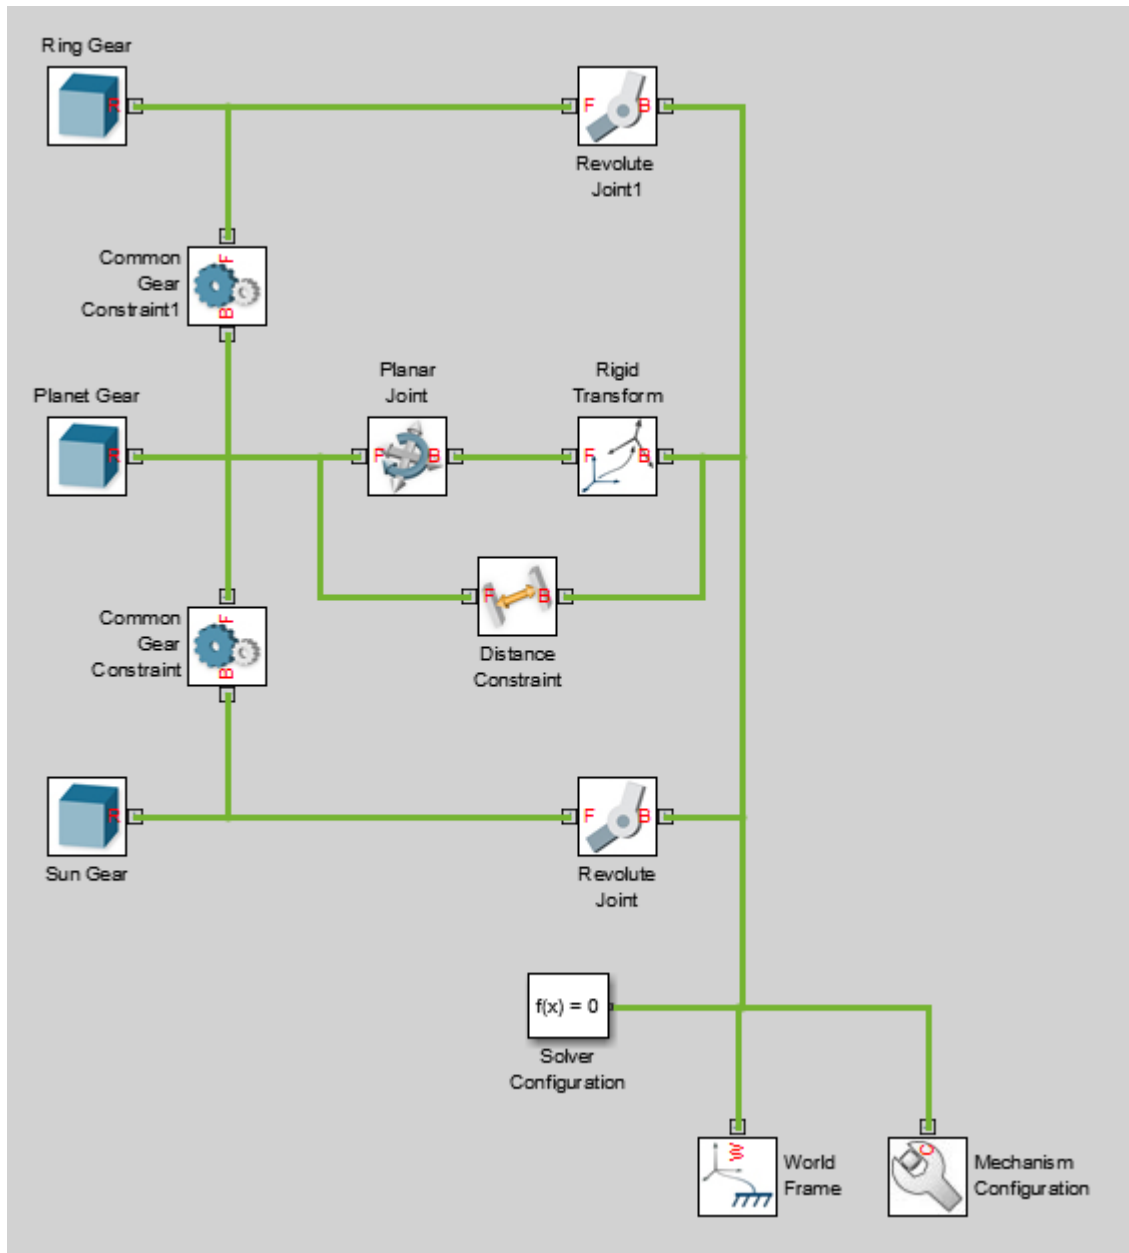 Ring Gear
R
F
B
Revolute
Joint1
Common
Gear
Constraint1
F
B
Planet Gear
R
Planar
Joint
F
B
Rigid
Transform
F
B
F
B
Distance
Constraint
Common
Gear
Constraint
F
B
R
Sun Gear
F
B
Revolute
Joint
f(x) = 0
Solver
Configuration
W
World
Frame
C
Mechanism
Configuration